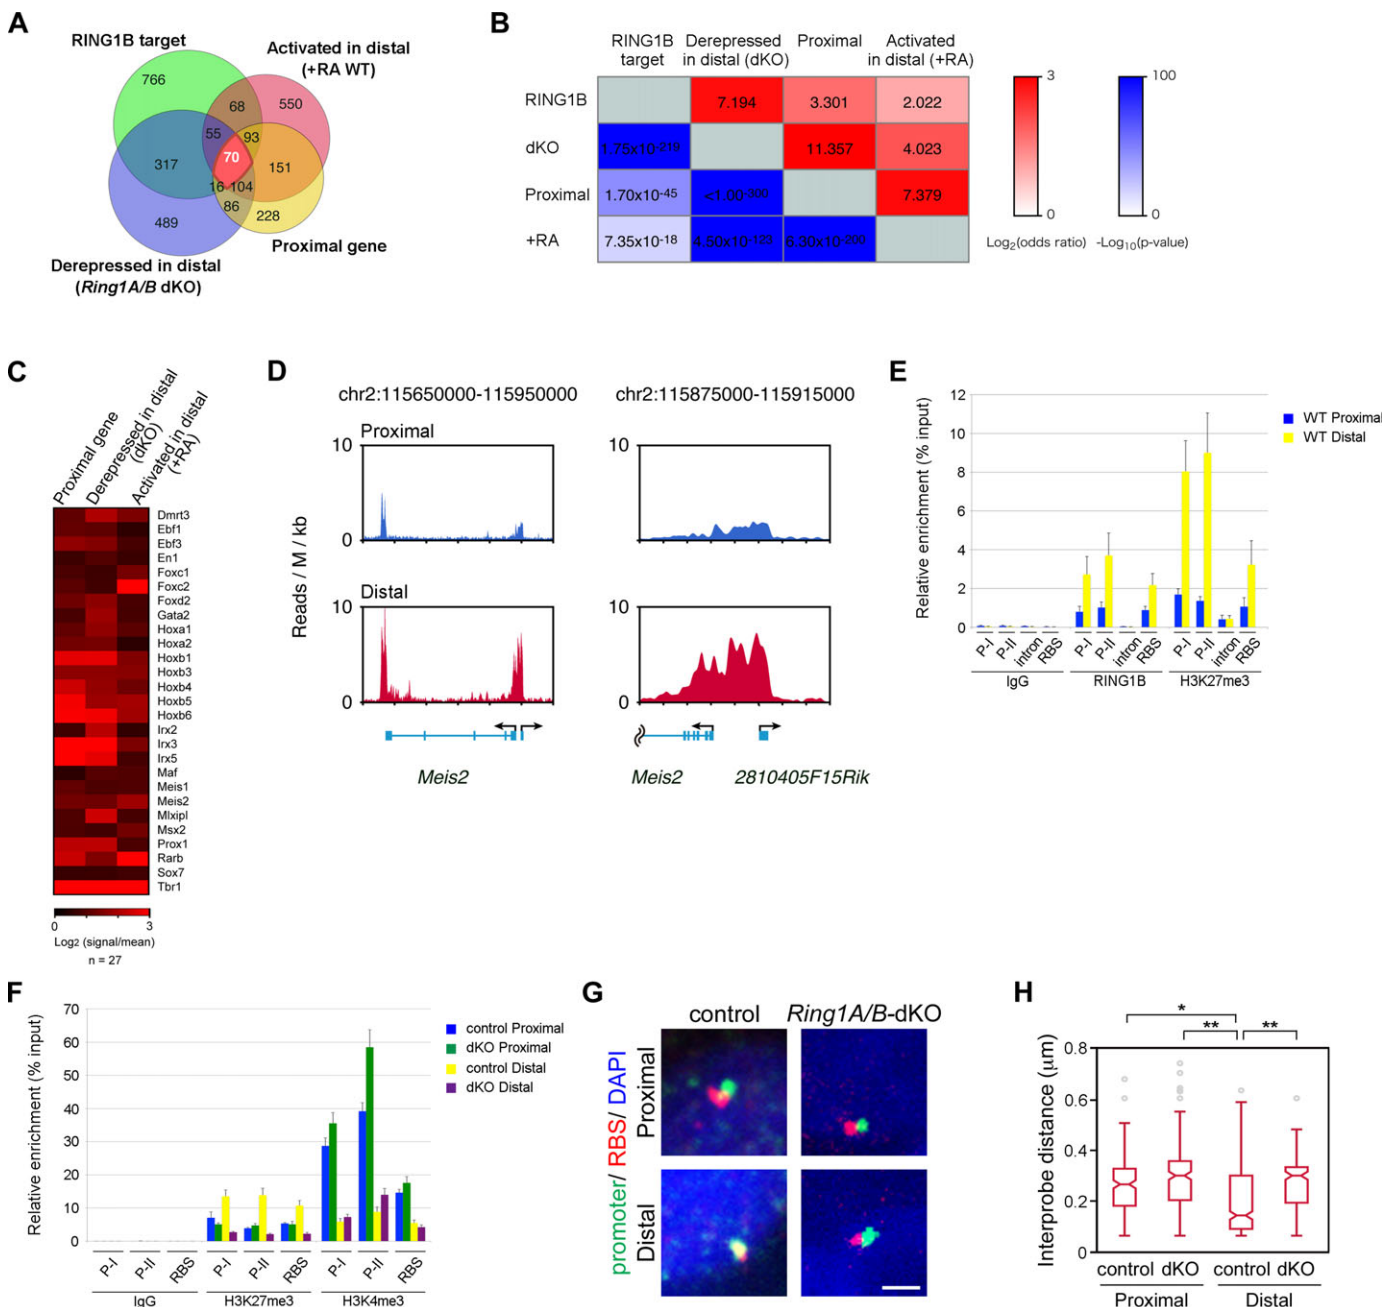 A
RING1B target
Activated in distal
(+RA WT)
766
68
550
55
93
70
317
151
16
104
86
228
489
Proximal gene
Derepressed in distal
(Ring1A/B dKO)
B
RING1B target
Derepressed in distal (dKO)
Proximal
Activated in distal (+RA)
RING1B
7.194
3.301
2.022
dKO
1.75x10-219
11.357
4.023
Proximal
1.70x10-45
<1.00-300
7.379
+RA
7.35x10-18
4.50x10-123
6.30x10-200
3
0
Log2(odds ratio)
100
0
-Log10(p-value)
C
Proximal gene
Derepressed in distal (dKO)
Activated in distal (+RA)
Dmrt3
Ebf1
Ebf3
En1
Foxc1
Foxc2
Foxd2
Gata2
Hoxa1
Hoxa2
Hoxb1
Hoxb3
Hoxb4
Hoxb5
Hoxb6
Irx2
Irx3
Irx5
Maf
Meis1
Meis2
Mlxipl
Msx2
Prox1
Rarb
Sox7
Tbr1
0
3
Log2 (signal/mean)
n = 27
D
chr2:115650000-115950000
chr2:115875000-115915000
Reads / M / kb
Proximal
10
0
10
0
Distal
10
0
10
0
Meis2
Meis2
2810405F15Rik
E
Relative enrichment (% input)
12
10
8
6
4
2
0
WT Proximal
WT Distal
P-I
P-II
intron
RBS
P-I
P-II
intron
RBS
P-I
P-II
intron
RBS
IgG
RING1B
H3K27me3
F
Relative enrichment (% input)
70
60
50
40
30
20
10
0
control Proximal
dKO Proximal
control Distal
dKO Distal
P-I
P-II
RBS
P-I
P-II
RBS
P-I
P-II
RBS
IgG
H3K27me3
H3K4me3
G
control
Ring1A/B-dKO
promoter/ RBS/ DAPI
Proximal
Distal
H
Interprobe distance (µm)
*
**
**
0.8
0.6
0.4
0.2
0
control dKO
control dKO
Proximal
Distal